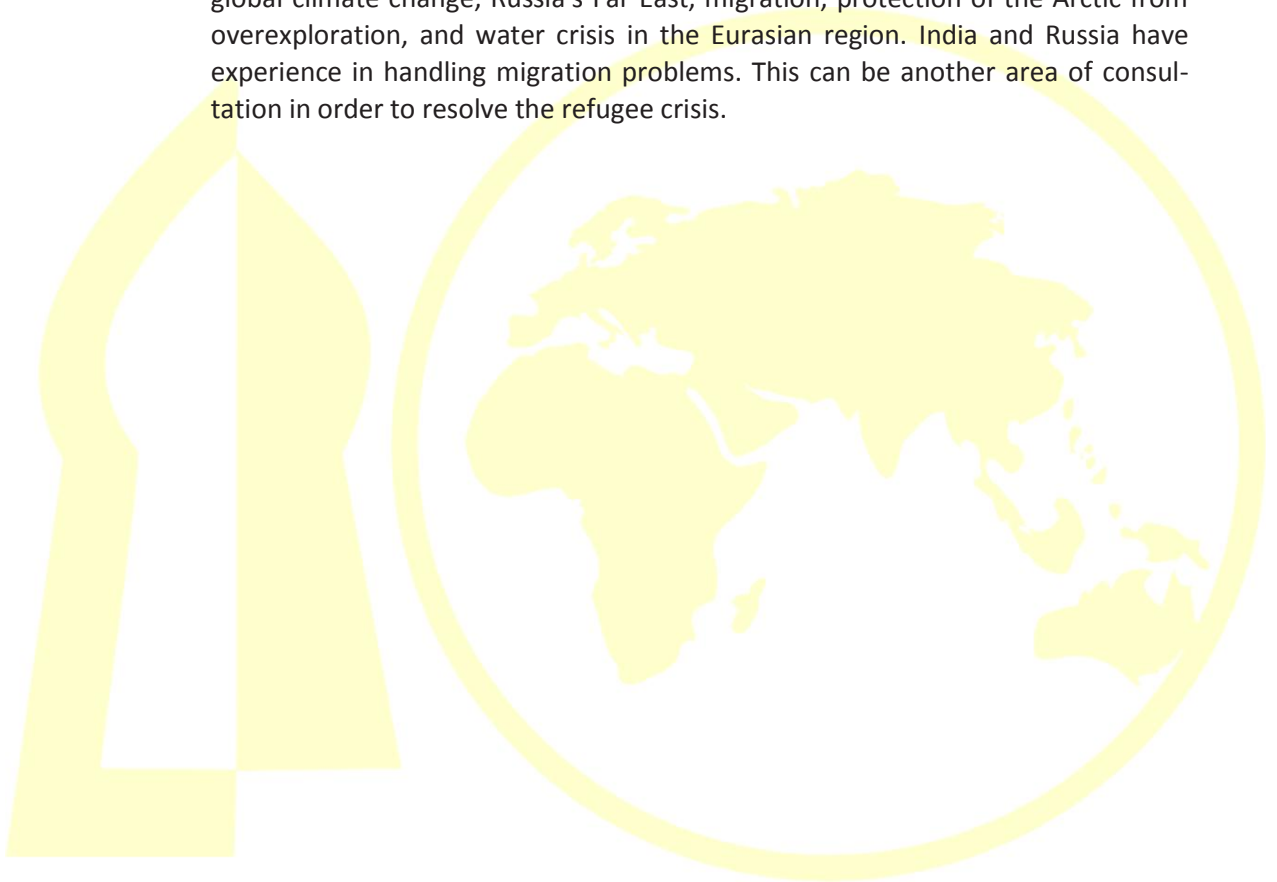 global climate change, Russia's Far East, migration, protection of the Arctic from
overexploration, and water crisis in the Eurasian region. India and Russia have
experience in handling migration problems. This can be another area of consul-
tation in order to resolve the refugee crisis.